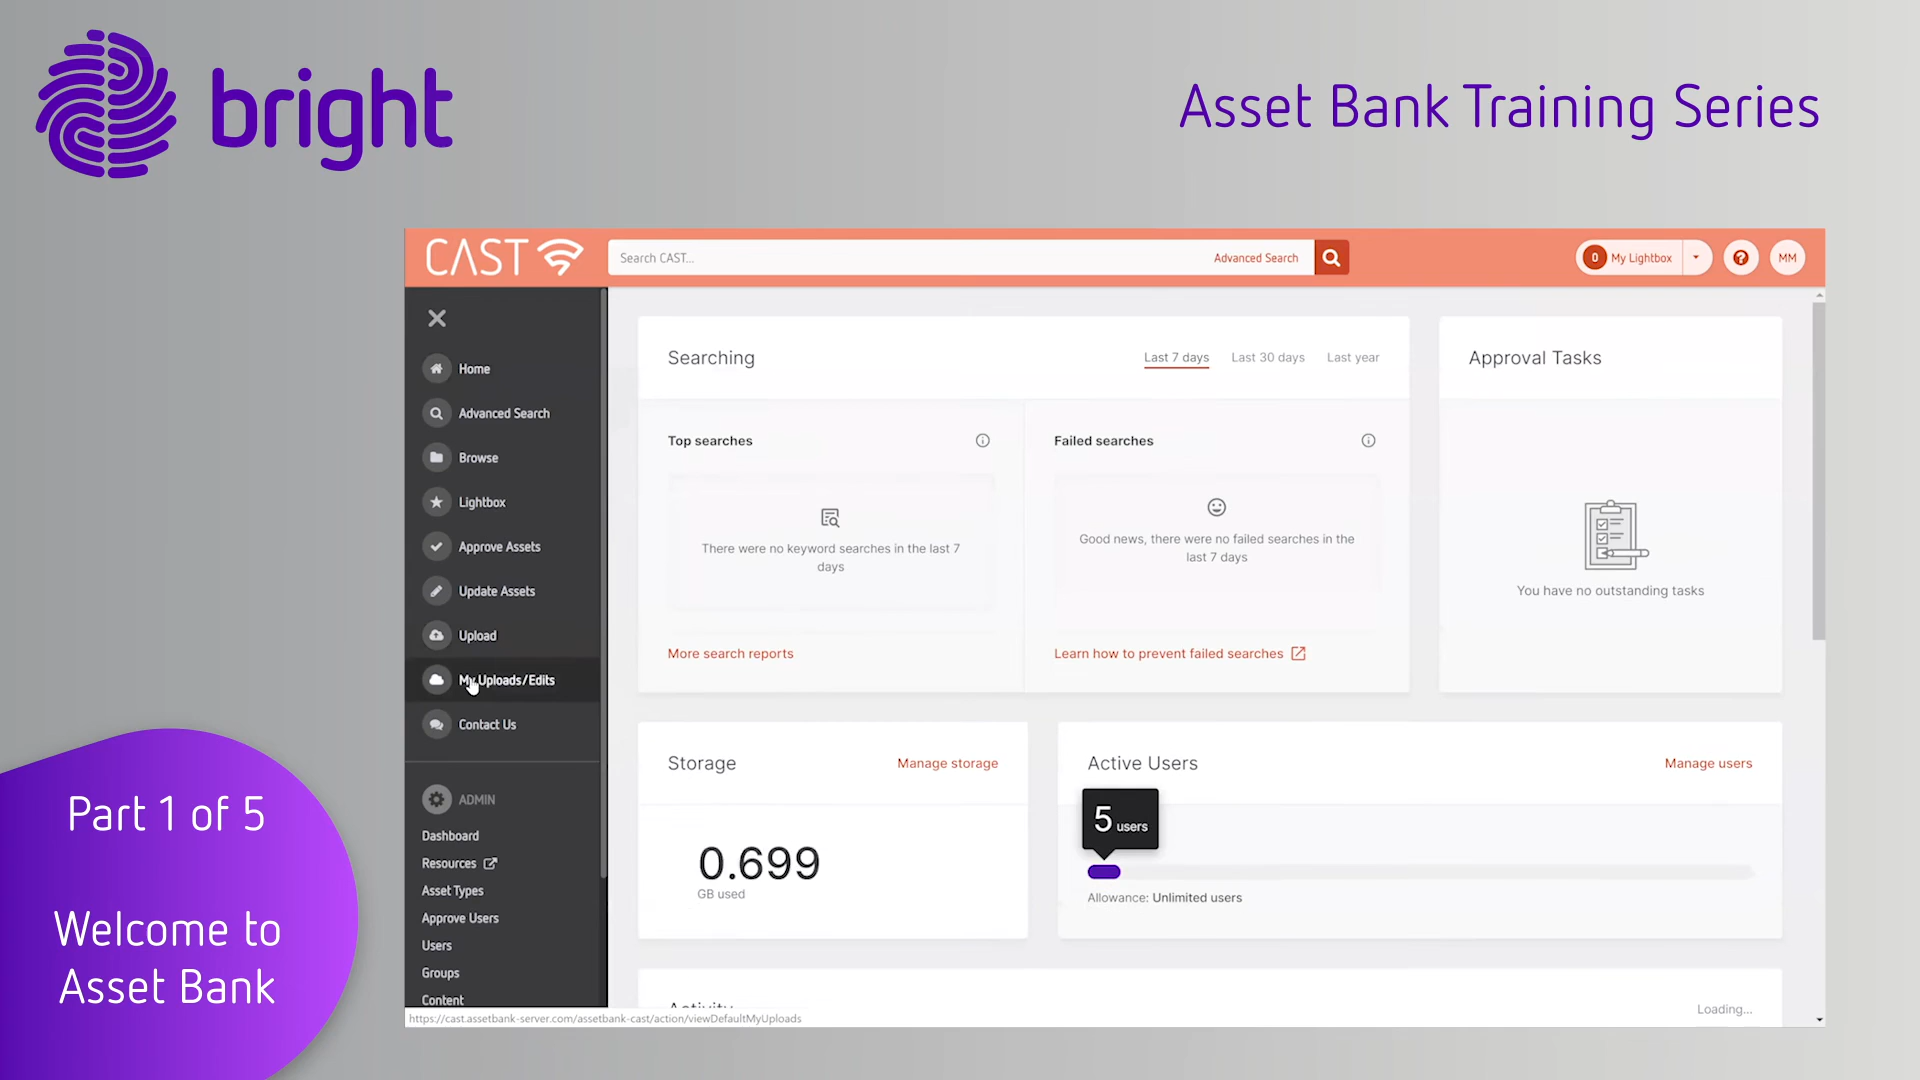 bright
Asset Bank Training Series
CAST
Search CAST...
Advanced Search
0 My Lightbox
MM
Home
Advanced Search
Browse
Lightbox
Approve Assets
Update Assets
Upload
My Uploads/Edits
Contact Us
ADMIN
Dashboard
Resources
Asset Types
Approve Users
Users
Groups
Content
Searching
Last 7 days
Last 30 days
Last year
Top searches
There were no keyword searches in the last 7
days
More search reports
Failed searches
Good news, there were no failed searches in the
last 7 days
Learn how to prevent failed searches
Approval Tasks
You have no outstanding tasks
Storage
Manage storage
0.699
GB used
Active Users
Manage users
5 users
Allowance: Unlimited users
Activity
Loading...
https://cast.assetbank-server.com/assetbank-cast/action/viewDefaultMyUploads
Part 1 of 5
Welcome to
Asset Bank